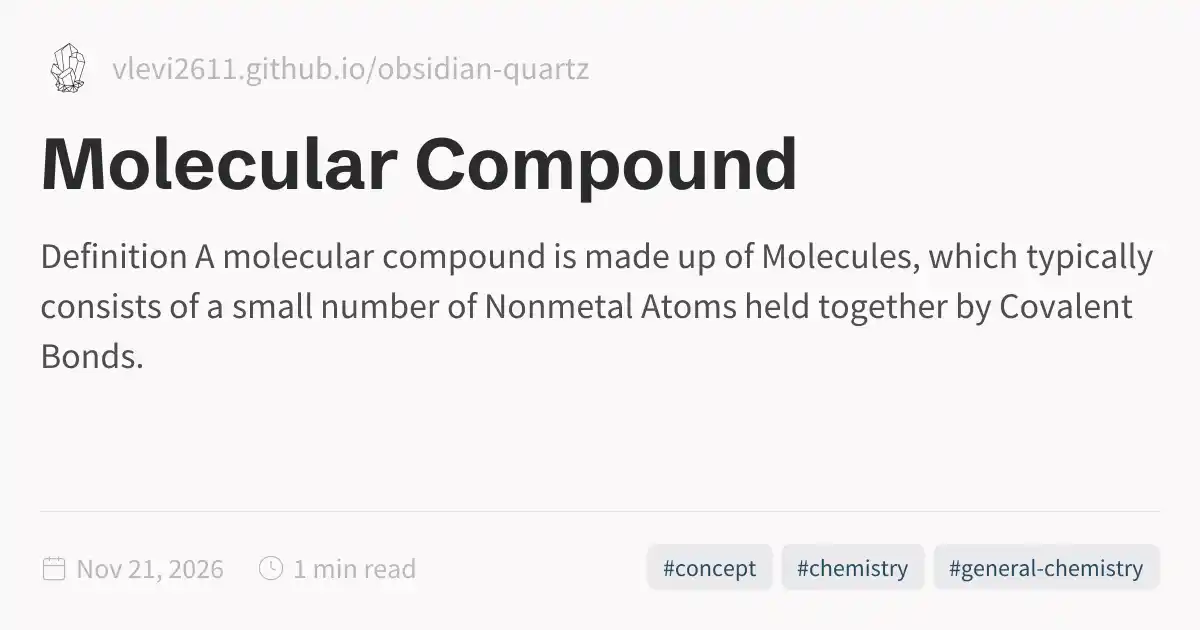 vlevi2611.github.io/obsidian-quartz
Molecular Compound
Definition A molecular compound is made up of Molecules, which typically
consists of a small number of Nonmetal Atoms held together by Covalent
Bonds.
Nov 21, 2026 1 min read #concept #chemistry #general-chemistry